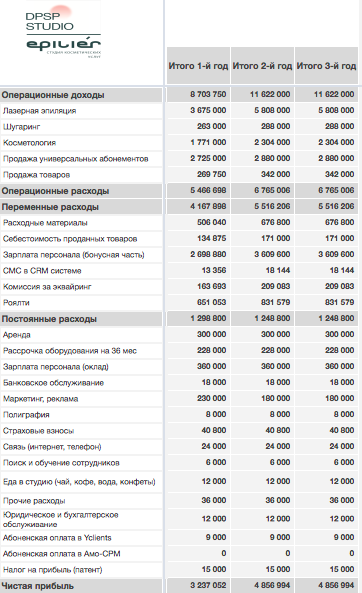 DPSP
STUDIO
epilier
СТУДИЯ КОСМЕТИЧЕСКИХ
УСЛУГ
Итого 1-й год Итого 2-й год Итого 3-й год
Операционные доходы 8 703 750 11 622 000 11 622 000
Лазерная эпиляция 3 675 000 5 808 000 5 808 000
Шугаринг 263 000 288 000 288 000
Косметология 1 771 000 2 304 000 2 304 000
Продажа универсальных абонементов 2 725 000 2 880 000 2 880 000
Продажа товаров 269 750 342 000 342 000
Операционные расходы 5 466 698 6 765 006 6 765 006
Переменные расходы 4 167 898 5 516 206 5 516 206
Расходные материалы 506 040 676 800 676 800
Себестоимость проданных товаров 134 875 171 000 171 000
Зарплата персонала (бонусная часть) 2 698 880 3 609 600 3 609 600
СМС в CRM системе 13 356 18 144 18 144
Комиссия за эквайринг 163 693 209 083 209 083
Роялти 651 053 831 579 831 579
Постоянные расходы 1 298 800 1 248 800 1 248 800
Аренда 300 000 300 000 300 000
Рассрочка оборудования на 36 мес 228 000 228 000 228 000
Зарплата персонала (оклад) 360 000 360 000 360 000
Банковское обслуживание 18 000 18 000 18 000
Маркетинг, реклама 230 000 180 000 180 000
Полиграфия 8 000 8 000 8 000
Страховые взносы 40 800 40 800 40 800
Связь (интернет, телефон) 24 000 24 000 24 000
Поиск и обучение сотрудников 6 000 6 000 6 000
Еда в студию (чай, кофе, вода, конфеты) 12 000 12 000 12 000
Прочие расходы 36 000 36 000 36 000
Юридическое и бухгалтерское
обслуживание 12 000 12 000 12 000
Абоненская оплата в Yclients 9 000 9 000 9 000
Абоненская оплата в Амо-СРМ 0 0 0
Налог на прибыль (патент) 15 000 15 000 15 000
Чистая прибыль 3 237 052 4 856 994 4 856 994